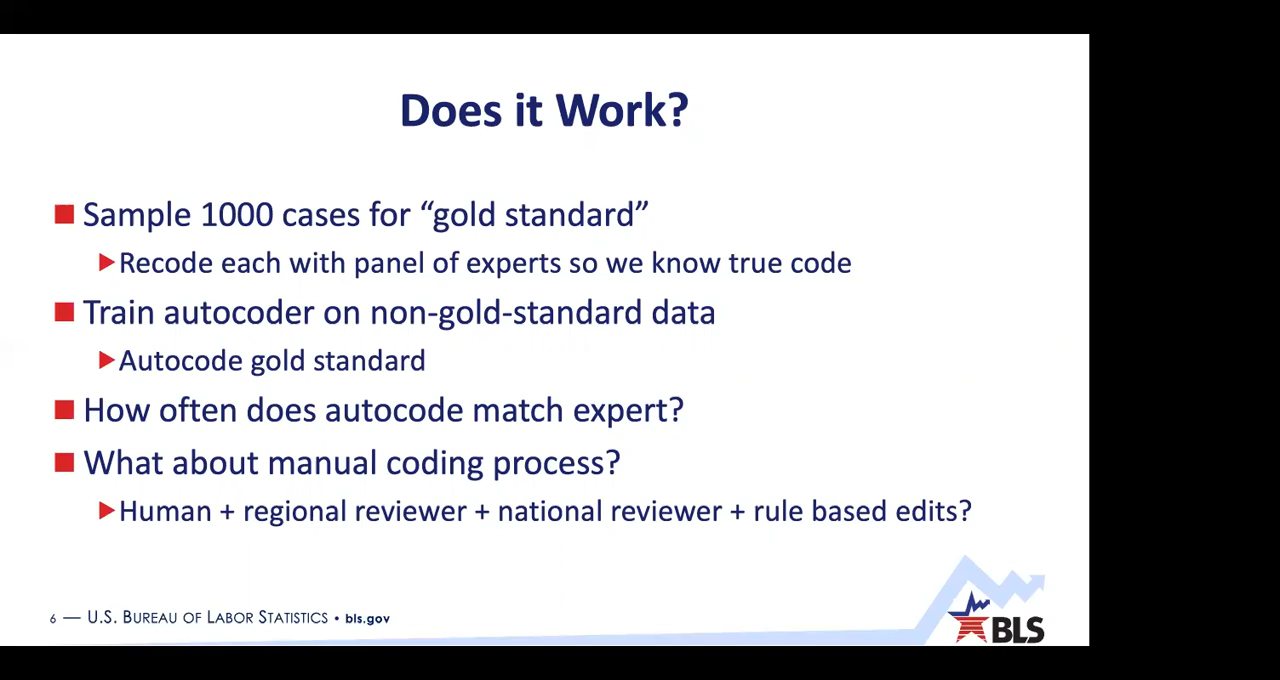 Does it Work?
Sample 1000 cases for “gold standard”
Recode each with panel of experts so we know true code
Train autocoder on non-gold-standard data
Autocode gold standard
How often does autocode match expert?
What about manual coding process?
Human + regional reviewer + national reviewer + rule based edits?
6 — U.S. BUREAU OF LABOR STATISTICS • bls.gov
BLS